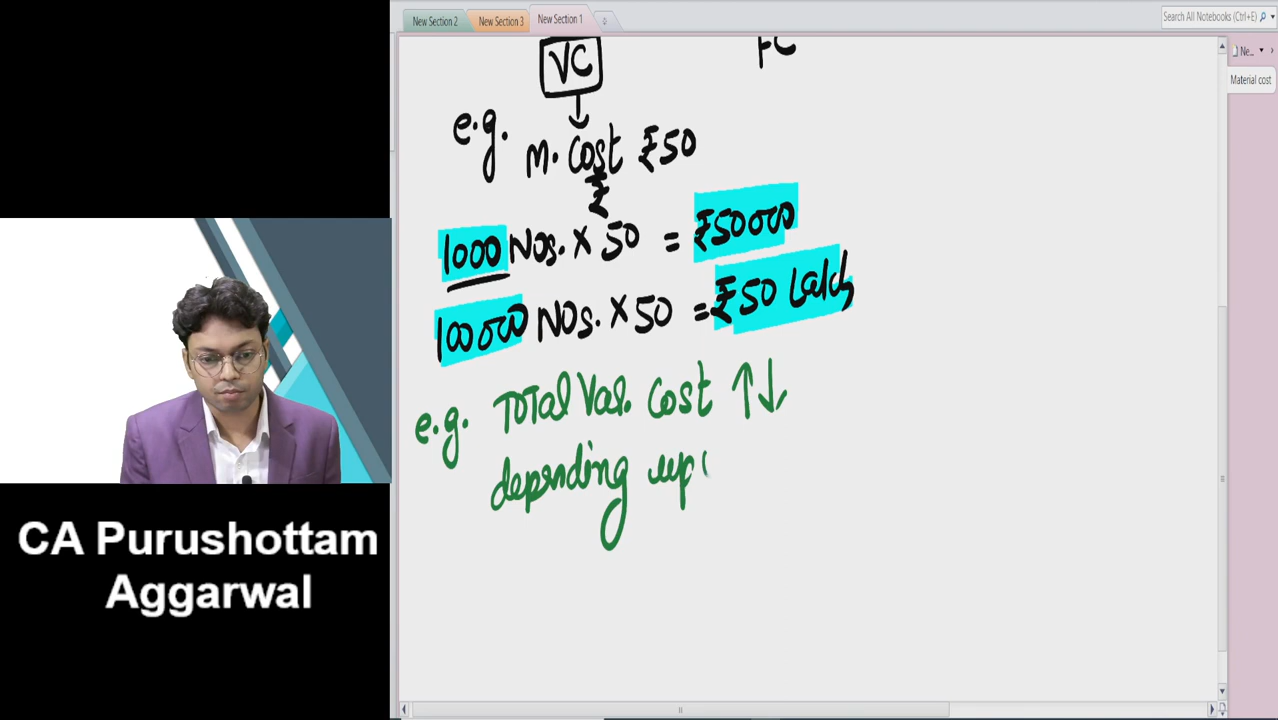 New Section 2 New Section 3 New Section 1
Search All Notebooks (Ctrl+E)
Ne...
Material cost
VC FC
e.g. M. Cost ₹50
₹
1000 Nos. × 50 = ₹50000
100000 NOs. × 50 = ₹50 Lakh
e.g. Total Var. Cost ↑↓
depending up
CA Purushottam
Aggarwal